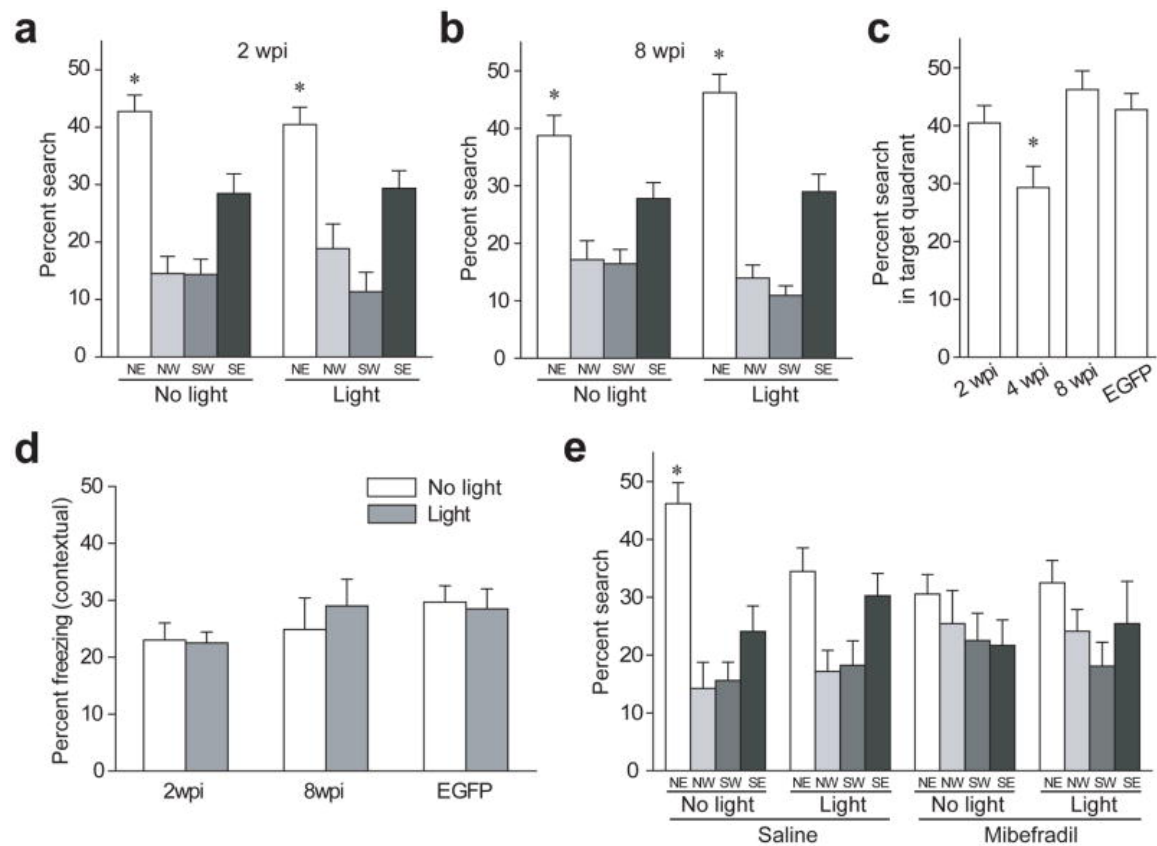 a
2 wpi
Percent search
50
40
30
20
10
0
*
*
NE NW SW SE NE NW SW SE
No light Light
b
8 wpi
Percent search
50
40
30
20
10
0
*
*
NE NW SW SE NE NW SW SE
No light Light
c
Percent search
in target quadrant
50
40
30
20
10
0
*
2 wpi 4 wpi 8 wpi EGFP
d
Percent freezing (contextual)
50
40
30
20
10
0
No light
Light
2wpi 8wpi EGFP
e
Percent search
50
40
30
20
10
0
*
NE NW SW SE NE NW SW SE NE NW SW SE NE NW SW SE
No light Light No light Light
Saline Mibefradil